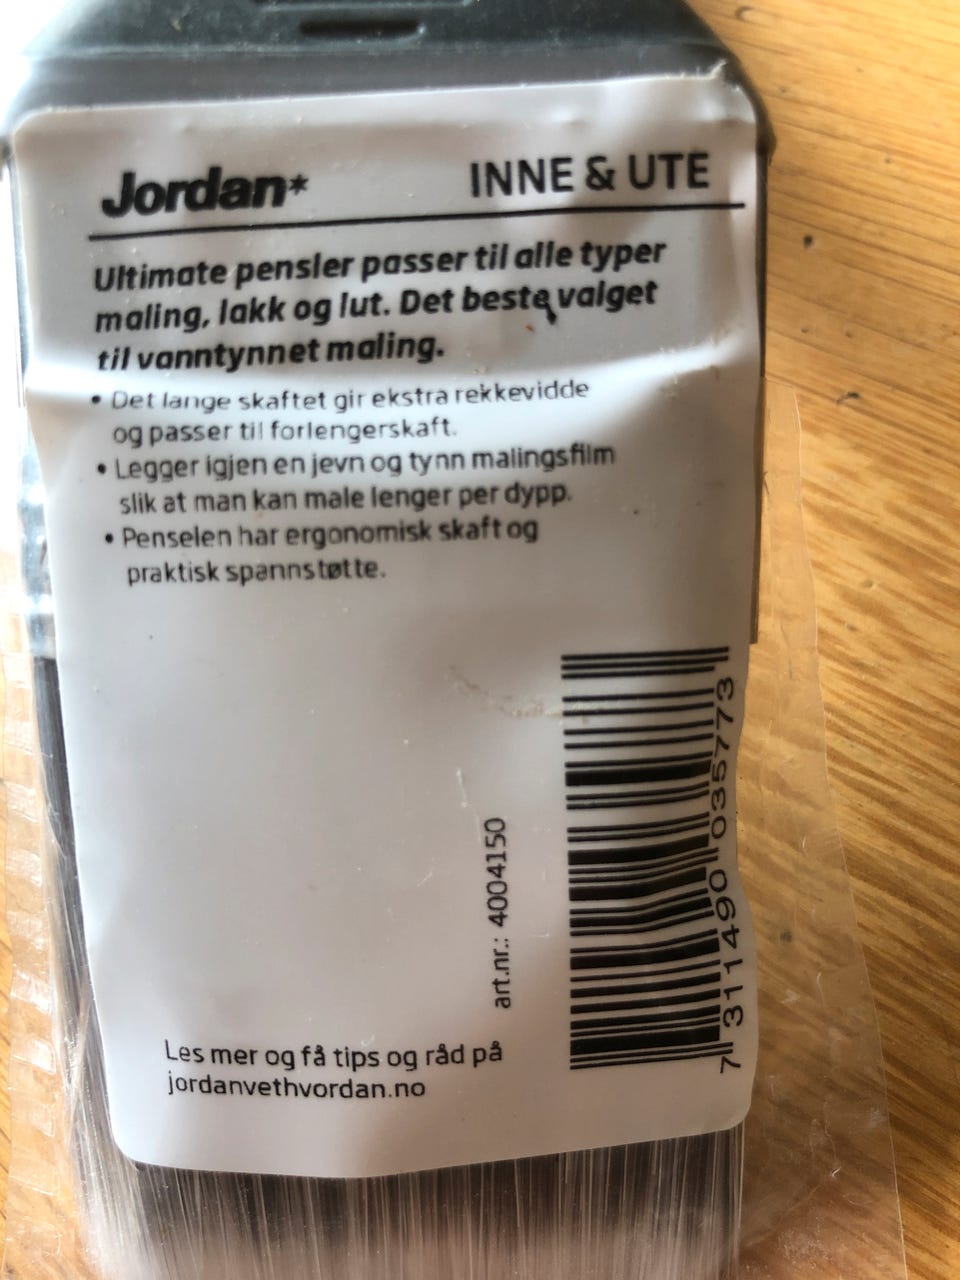 Jordan*
INNE & UTE
Ultimate pensler passer til alle typer
maling, lakk og lut. Det beste valget
til vanntynnet maling.
• Det lange skaftet gir ekstra rekkevidde
og passer til forlengerskaft.
• Legger igjen en jevn og tynn malingsfilm
slik at man kan male lenger per dypp.
• Penselen har ergonomisk skaft og
praktisk spannstøtte.
art.nr.: 4004150
7 311490 035773
Les mer og få tips og råd på
jordanvethvordan.no